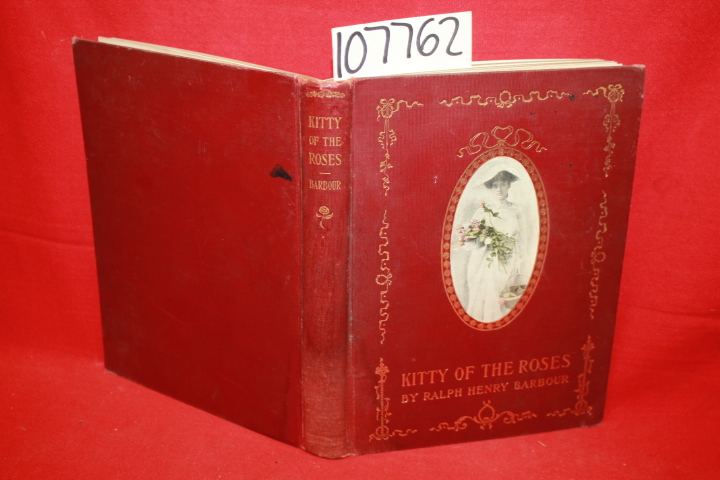 107762
KITTY
OF THE
ROSES
BARBOUR
KITTY OF THE ROSES
BY RALPH HENRY BARBOUR